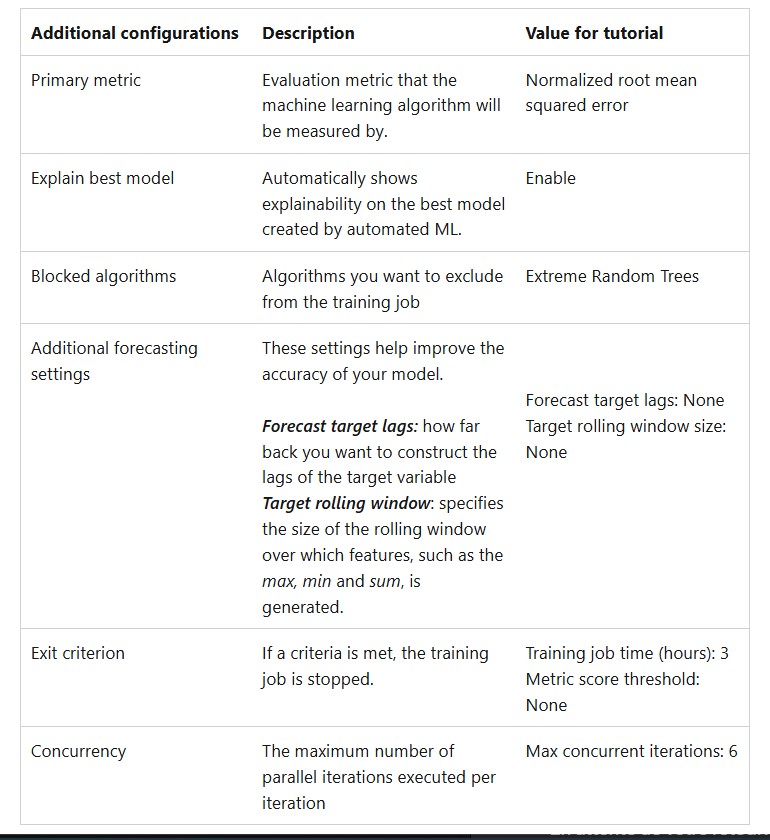 Additional configurations
Description
Value for tutorial
Primary metric
Evaluation metric that the
machine learning algorithm will
be measured by.
Normalized root mean
squared error
Explain best model
Automatically shows
explainability on the best model
created by automated ML.
Enable
Blocked algorithms
Algorithms you want to exclude
from the training job
Extreme Random Trees
Additional forecasting
settings
These settings help improve the
accuracy of your model.
Forecast target lags: how far
back you want to construct the
lags of the target variable
Target rolling window: specifies
the size of the rolling window
over which features, such as the
max, min and sum, is
generated.
Forecast target lags: None
Target rolling window size:
None
Exit criterion
If a criteria is met, the training
job is stopped.
Training job time (hours): 3
Metric score threshold:
None
Concurrency
The maximum number of
parallel iterations executed per
iteration
Max concurrent iterations: 6